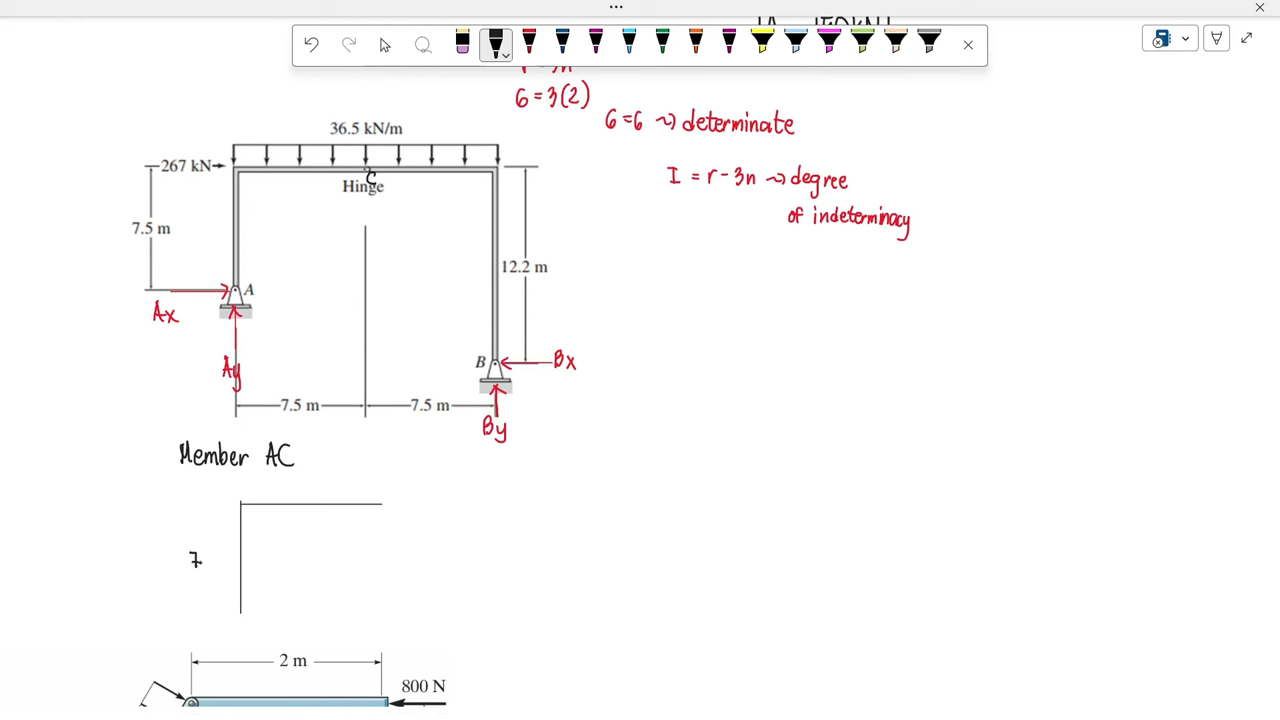 6 = 3(2)
6 = 6 ~> determinate
36.5 kN/m
267 kN
C
Hinge
I = r - 3n ~> degree
of indeterminacy
7.5 m
12.2 m
A
Ax
Ay
B
Bx
7.5 m
7.5 m
By
Member AC
7
2 m
800 N